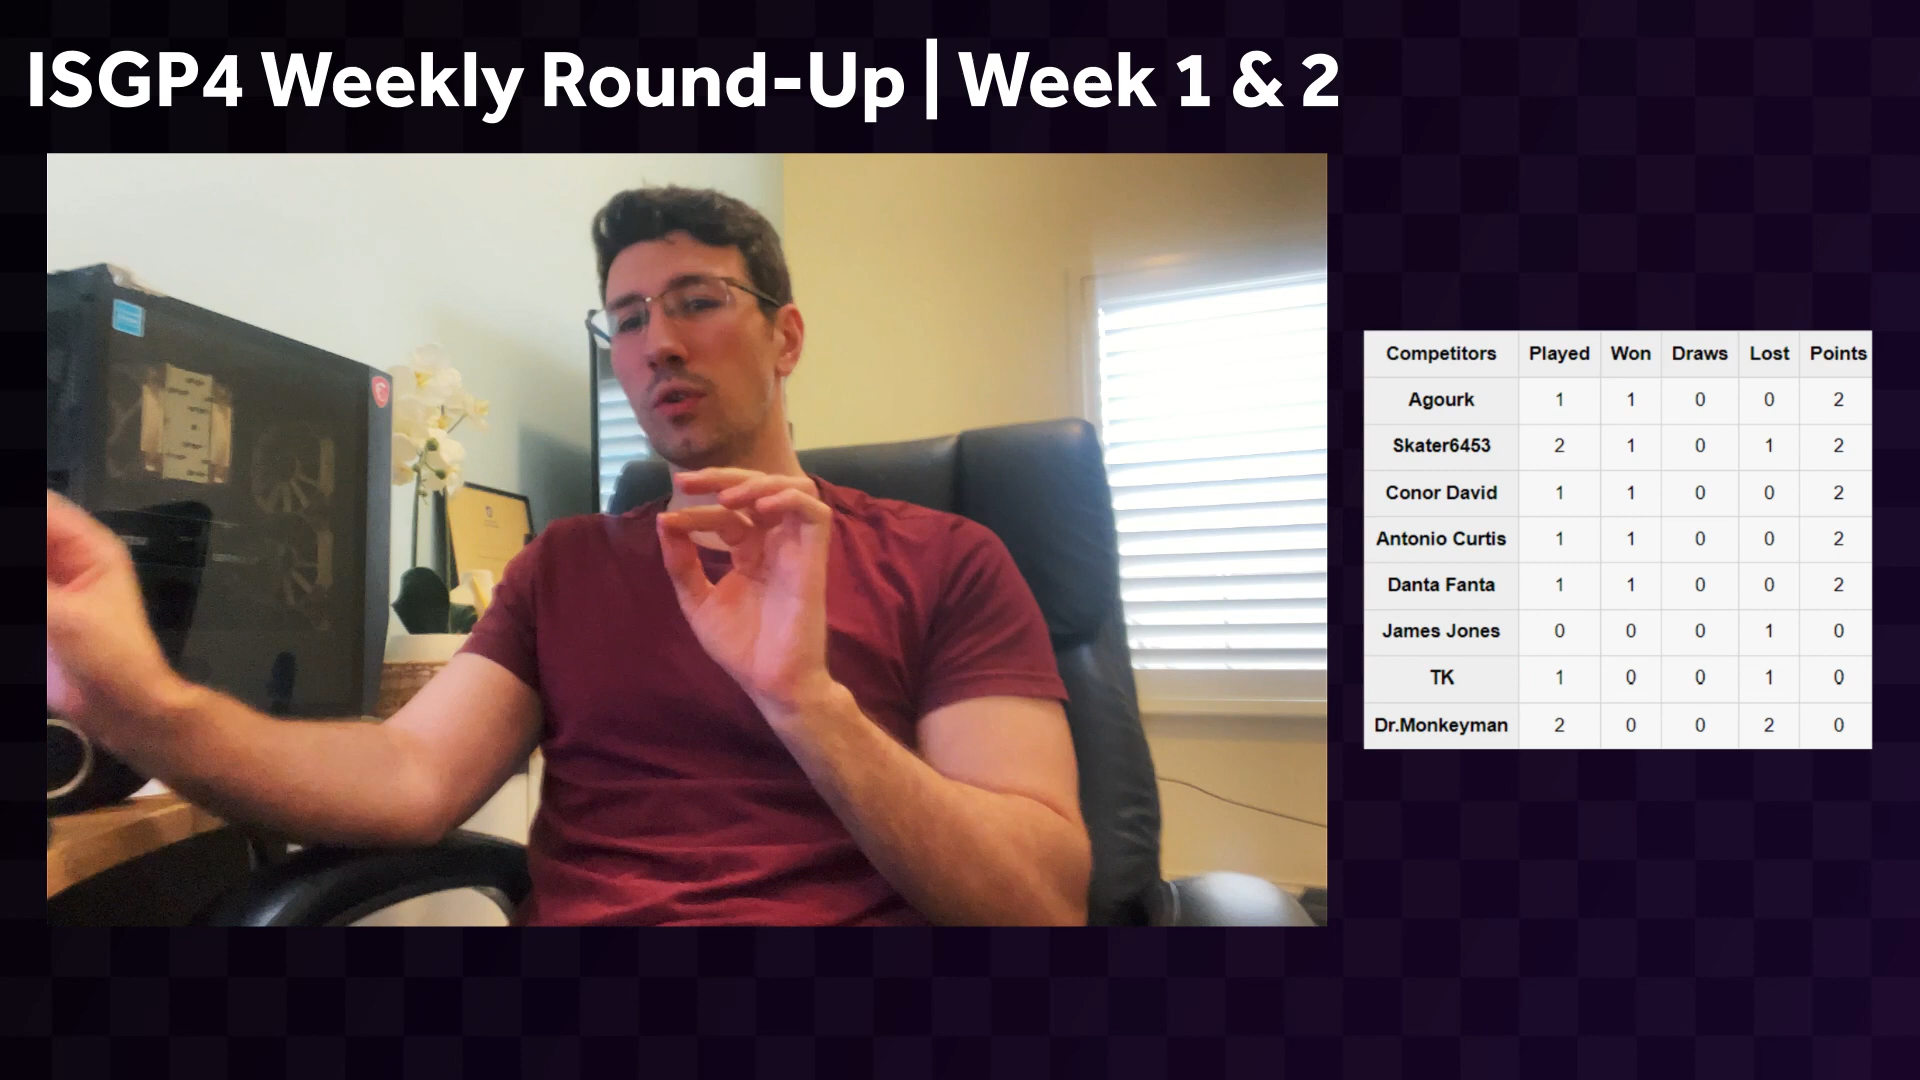 ISGP4 Weekly Round-Up | Week 1 & 2
Competitors Played Won Draws Lost Points
Agourk 1 1 0 0 2
Skater6453 2 1 0 1 2
Conor David 1 1 0 0 2
Antonio Curtis 1 1 0 0 2
Danta Fanta 1 1 0 0 2
James Jones 0 0 0 1 0
TK 1 0 0 1 0
Dr.Monkeyman 2 0 0 2 0